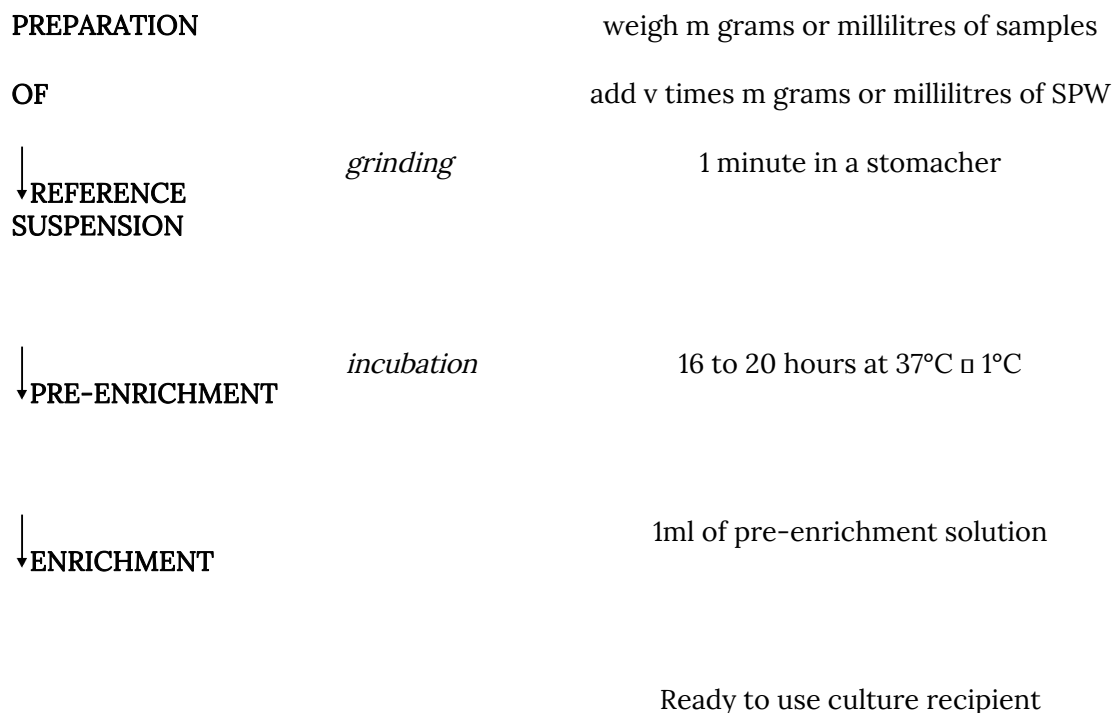 PREPARATION weigh m grams or millilitres of samples
OF add v times m grams or millilitres of SPW
grinding 1 minute in a stomacher
REFERENCE
SUSPENSION
incubation 16 to 20 hours at 37°C ▯ 1°C
PRE-ENRICHMENT
1ml of pre-enrichment solution
ENRICHMENT
Ready to use culture recipient